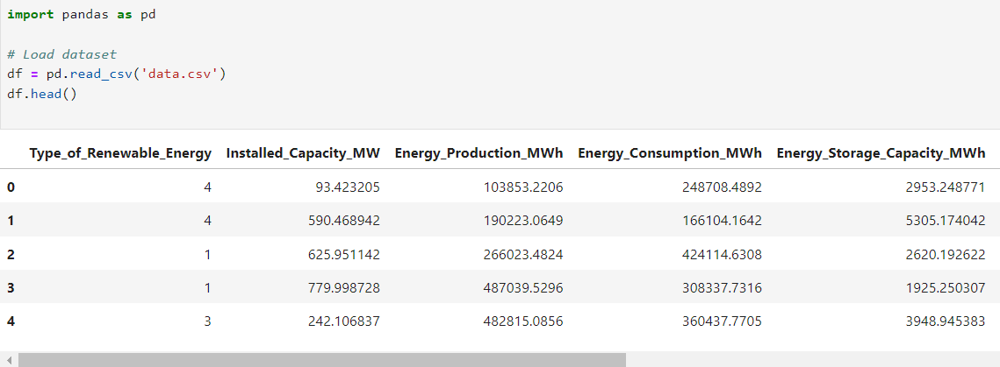 import pandas as pd
# Load dataset
df = pd.read_csv('data.csv')
df.head()
Type_of_Renewable_Energy Installed_Capacity_MW Energy_Production_MWh Energy_Consumption_MWh Energy_Storage_Capacity_MWh
0 4 93.423205 103853.2206 248708.4892 2953.248771
1 4 590.468942 190223.0649 166104.1642 5305.174042
2 1 625.951142 266023.4824 424114.6308 2620.192622
3 1 779.998728 487039.5296 308337.7316 1925.250307
4 3 242.106837 482815.0856 360437.7705 3948.945383